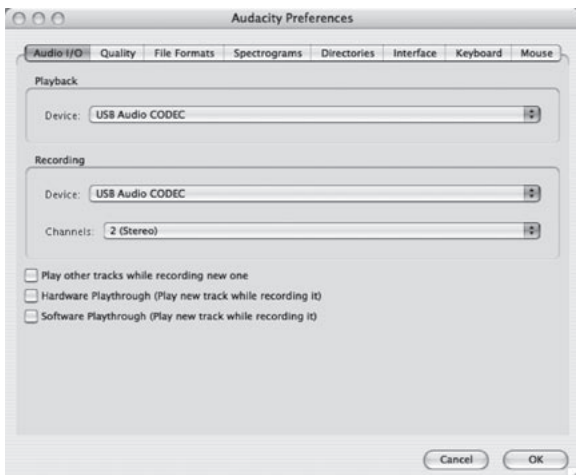 Audacity Preferences
Audio I/O Quality File Formats Spectrograms Directories Interface Keyboard Mouse
Playback
Device: USB Audio CODEC
Recording
Device: USB Audio CODEC
Channels: 2 (Stereo)
Play other tracks while recording new one
Hardware Playthrough (Play new track while recording it)
Software Playthrough (Play new track while recording it)
Cancel OK